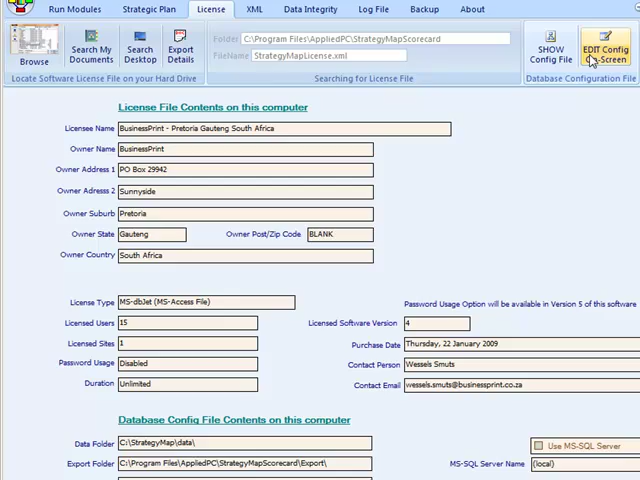 Run Modules Strategic Plan License XML Data Integrity Log File Backup About
Browse
Search My Documents
Search Desktop
Export Details
Folder C:\Program Files\AppliedPC\StrategyMapScorecard
FileName StrategyMapLicense.xml
SHOW Config File
EDIT Config On-Screen
Locate Software License File on your Hard Drive Searching for License File Database Configuration File
License File Contents on this computer
Licensee Name BusinessPrint - Pretoria Gauteng South Africa
Owner Name BusinessPrint
Owner Address 1 PO Box 29942
Owner Adresss 2 Sunnyside
Owner Suburb Pretoria
Owner State Gauteng Owner Post/Zip Code BLANK
Owner Country South Africa
License Type MS-dbJet (MS-Access File) Password Usage Option will be available in Version 5 of this software
Licensed Users 15 Licensed Software Version 4
Licensed Sites 1 Purchase Date Thursday, 22 January 2009
Password Usage Disabled Contact Person Wessels Smuts
Duration Unlimited Contact Email wessels.smuts@businessprint.co.za
Database Config File Contents on this computer
Data Folder C:\StrategyMap\data\ Use MS-SQL Server
Export Folder C:\Program Files\AppliedPC\StrategyMapScorecard\Export\ MS-SQL Server Name (local)